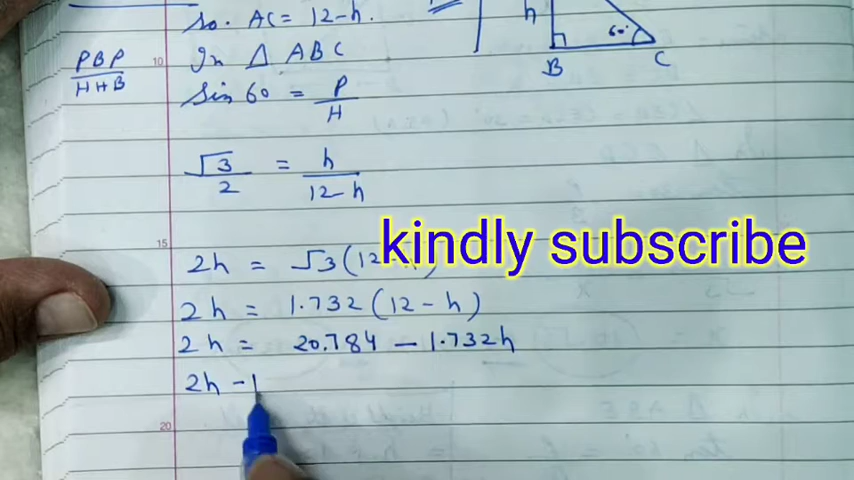 So. AC = 12-h.
h
60°
B
C
PBP
HHB
10
In Δ ABC
Sin 60 = P/H
√3/2 = h/12-h
15
2h = √3(12
kindly subscribe
2h = 1.732(12-h)
2h = 20.784 - 1.732h
2h - 1
20